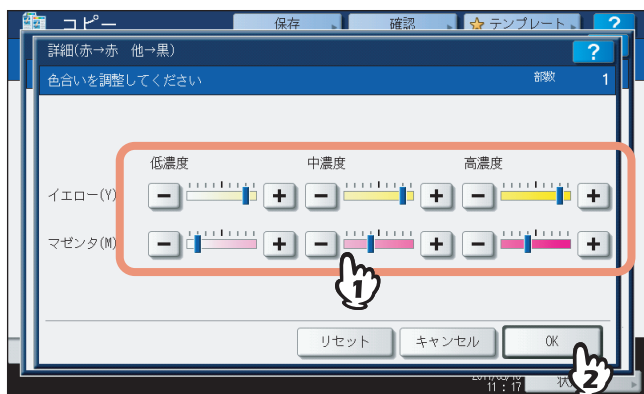 コピー 保存 確認 テンプレート ?
詳細(赤→赤 他→黒) ?
色合いを調整してください 部数 1
低濃度 中濃度 高濃度
イエロー(Y) − + − + − +
マゼンタ(M) − + − + − +
1
リセット キャンセル OK
2
11 : 17